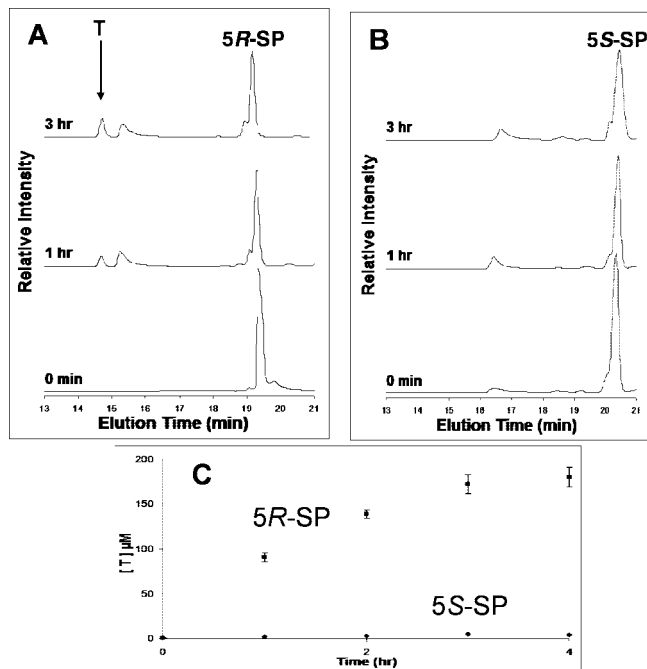 A
T
5R-SP
3 hr
1 hr
0 min
Relative Intensity
13 14 15 16 17 18 19 20 21
Elution Time (min)
B
5S-SP
3 hr
1 hr
0 min
Relative Intensity
13 14 15 16 17 18 19 20 21
Elution Time (min)
C
200
150
100
50
0
[T] µM
5R-SP
5S-SP
0 2 4
Time (hr)